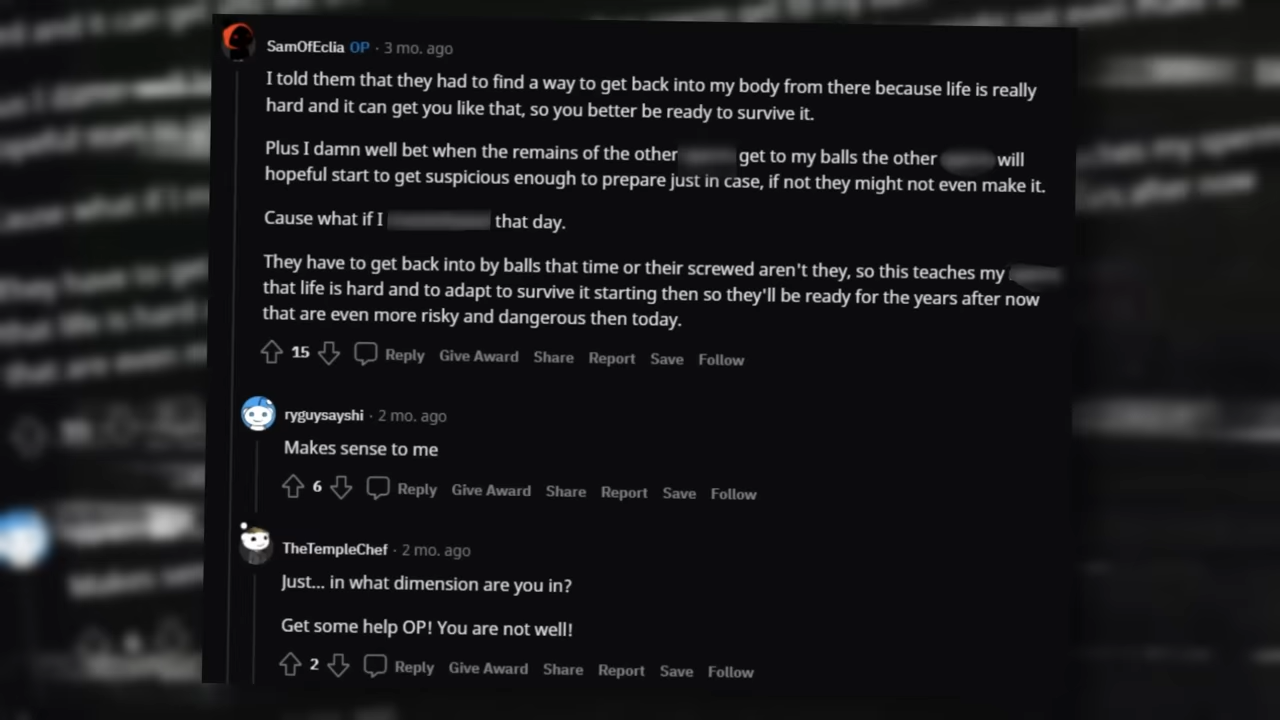 SamOfEclia OP · 3 mo. ago
I told them that they had to find a way to get back into my body from there because life is really
hard and it can get you like that, so you better be ready to survive it.
Plus I damn well bet when the remains of the other get to my balls the other will
hopeful start to get suspicious enough to prepare just in case, if not they might not even make it.
Cause what if I that day.
They have to get back into by balls that time or their screwed aren't they, so this teaches my
that life is hard and to adapt to survive it starting then so they'll be ready for the years after now
that are even more risky and dangerous then today.
15 Reply Give Award Share Report Save Follow
ryguysayshi · 2 mo. ago
Makes sense to me
6 Reply Give Award Share Report Save Follow
TheTempleChef · 2 mo. ago
Just... in what dimension are you in?
Get some help OP! You are not well!
2 Reply Give Award Share Report Save Follow